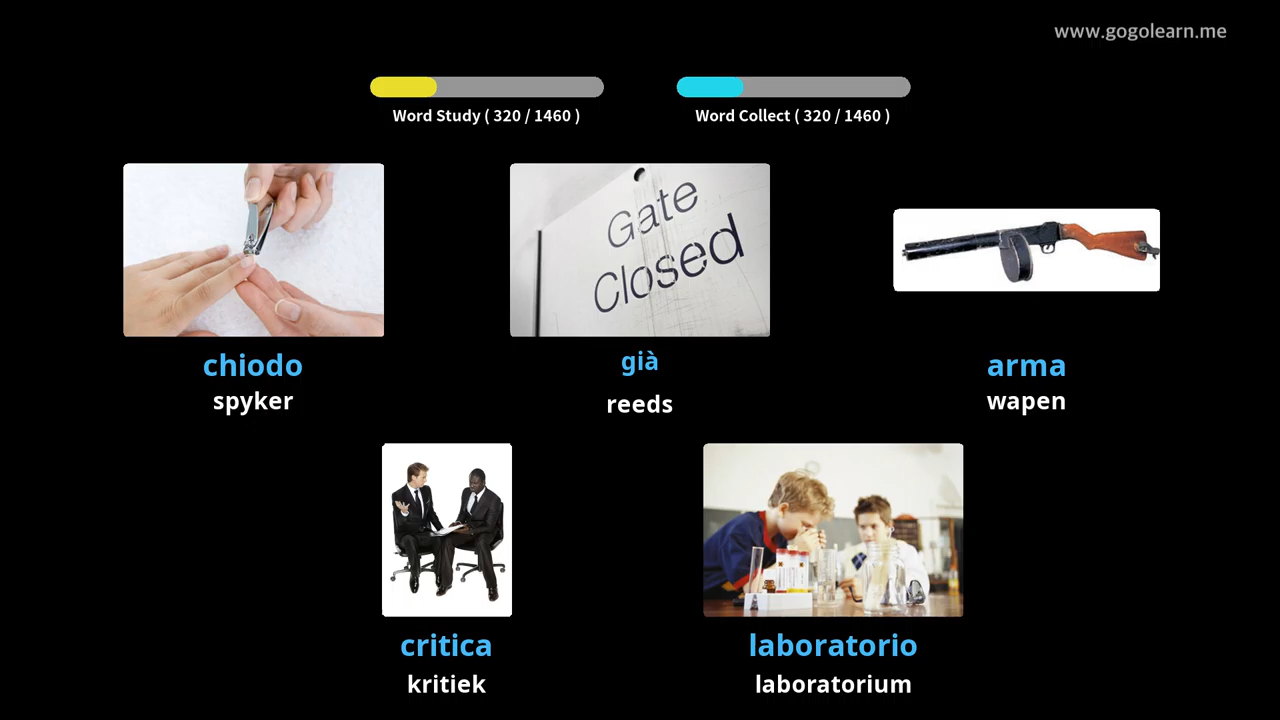 www.gogolearn.me
Word Study ( 320 / 1460 )
Word Collect ( 320 / 1460 )
Gate
Closed
chiodo
spyker
già
reeds
arma
wapen
critica
kritiek
laboratorio
laboratorium